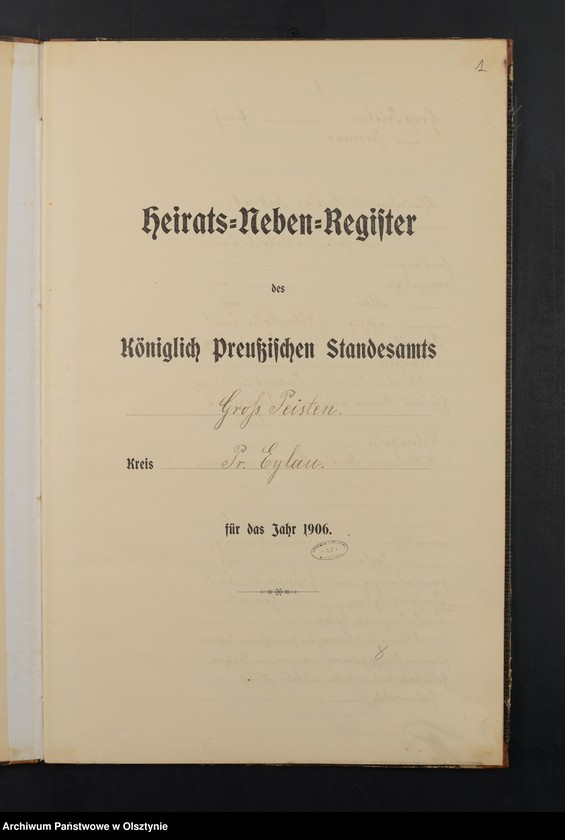 1
Heirats-Neben-Register
des
Königlich Preußischen Standesamts
Gross Peisten.
Kreis Pr. Eylau.
für das Jahr 1906.
8
Archiwum Państwowe w Olsztynie